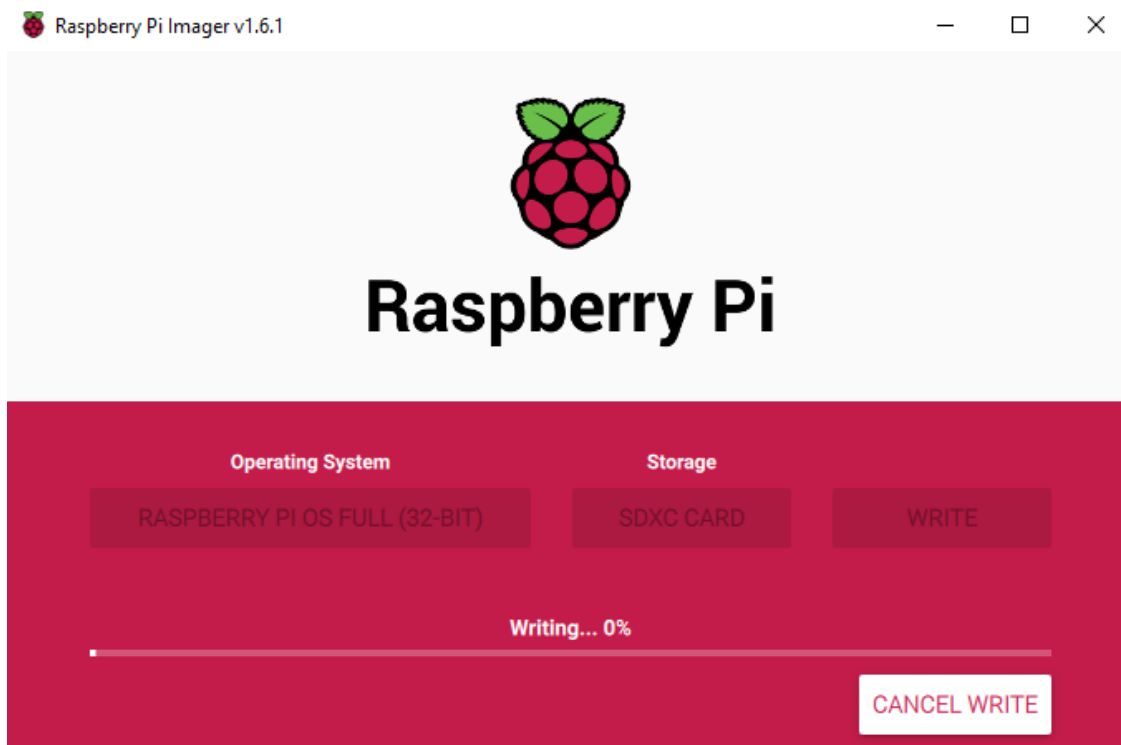 Raspberry Pi Imager v1.6.1
Raspberry Pi
Operating System
Storage
RASPBERRY PI OS FULL (32-BIT)
SDXC CARD
WRITE
Writing... 0%
CANCEL WRITE